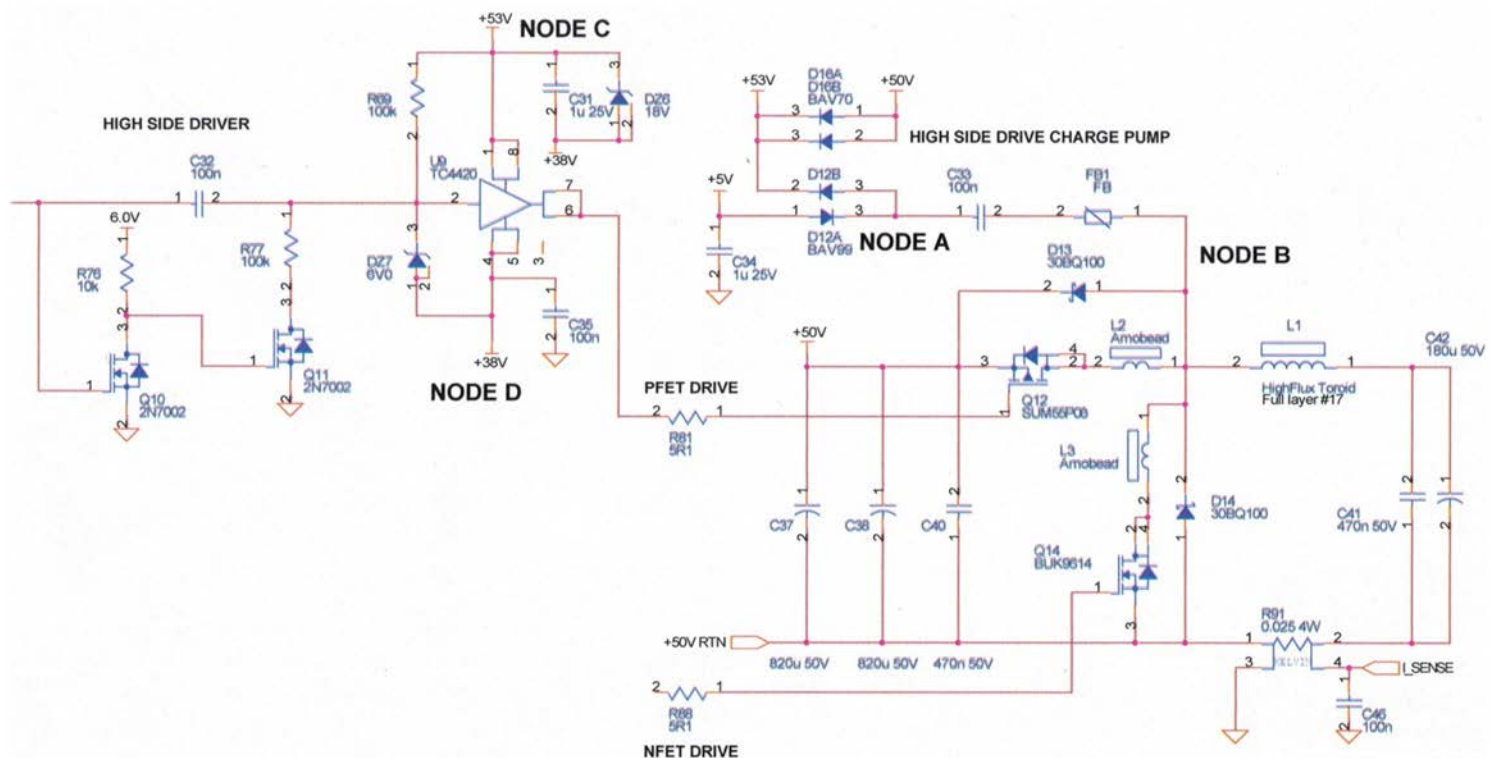 +53V
NODE C
R69
100k
C31
1u 25V
DZ6
18V
+38V
HIGH SIDE DRIVER
C32
100n
U9
TC4420
6.0V
R76
10k
R77
100k
DZ7
6V0
C35
100n
+38V
NODE D
Q10
2N7002
Q11
2N7002
+53V
D16A
D16B
BAV70
+50V
HIGH SIDE DRIVE CHARGE PUMP
+5V
D12B
D12A
BAV99
C33
100n
FB1
FB
NODE A
C34
1u 25V
D13
30BQ100
NODE B
+50V
L2
Amobead
L1
HighFlux Toroid
Full layer #17
C42
180u 50V
PFET DRIVE
R81
5R1
Q12
SUM55P06
L3
Amobead
C37
C38
C40
D14
30BQ100
C41
470n 50V
Q14
BUK9614
R91
0.025 4W
KELVIN
+50V RTN
820u 50V
820u 50V
470n 50V
I_SENSE
C46
100n
R88
5R1
NFET DRIVE